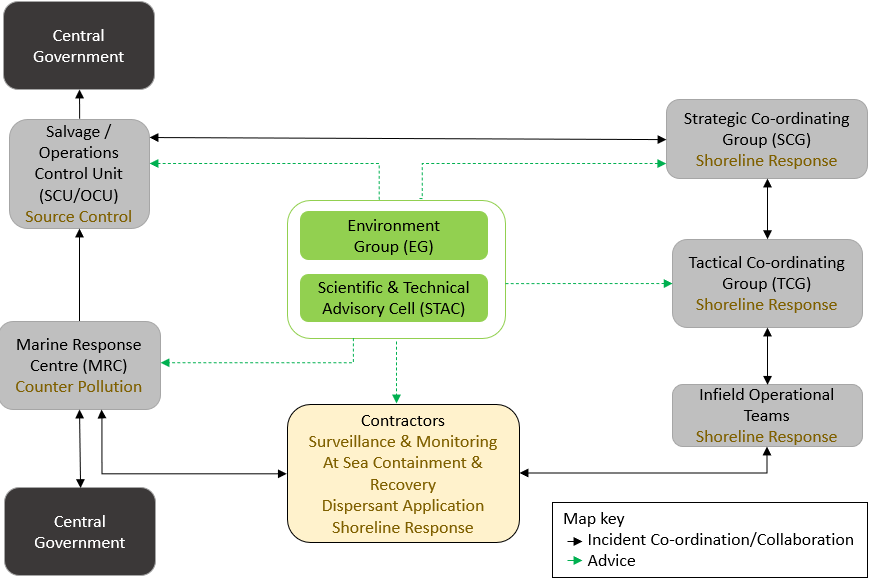 Central
Government
Salvage /
Operations
Control Unit
(SCU/OCU)
Source Control
Strategic Co-ordinating
Group (SCG)
Shoreline Response
Environment
Group (EG)
Scientific & Technical
Advisory Cell (STAC)
Tactical Co-ordinating
Group (TCG)
Shoreline Response
Marine Response
Centre (MRC)
Counter Pollution
Infield Operational
Teams
Shoreline Response
Contractors
Surveillance & Monitoring
At Sea Containment &
Recovery
Dispersant Application
Shoreline Response
Central
Government
Map key
Incident Co-ordination/Collaboration
Advice